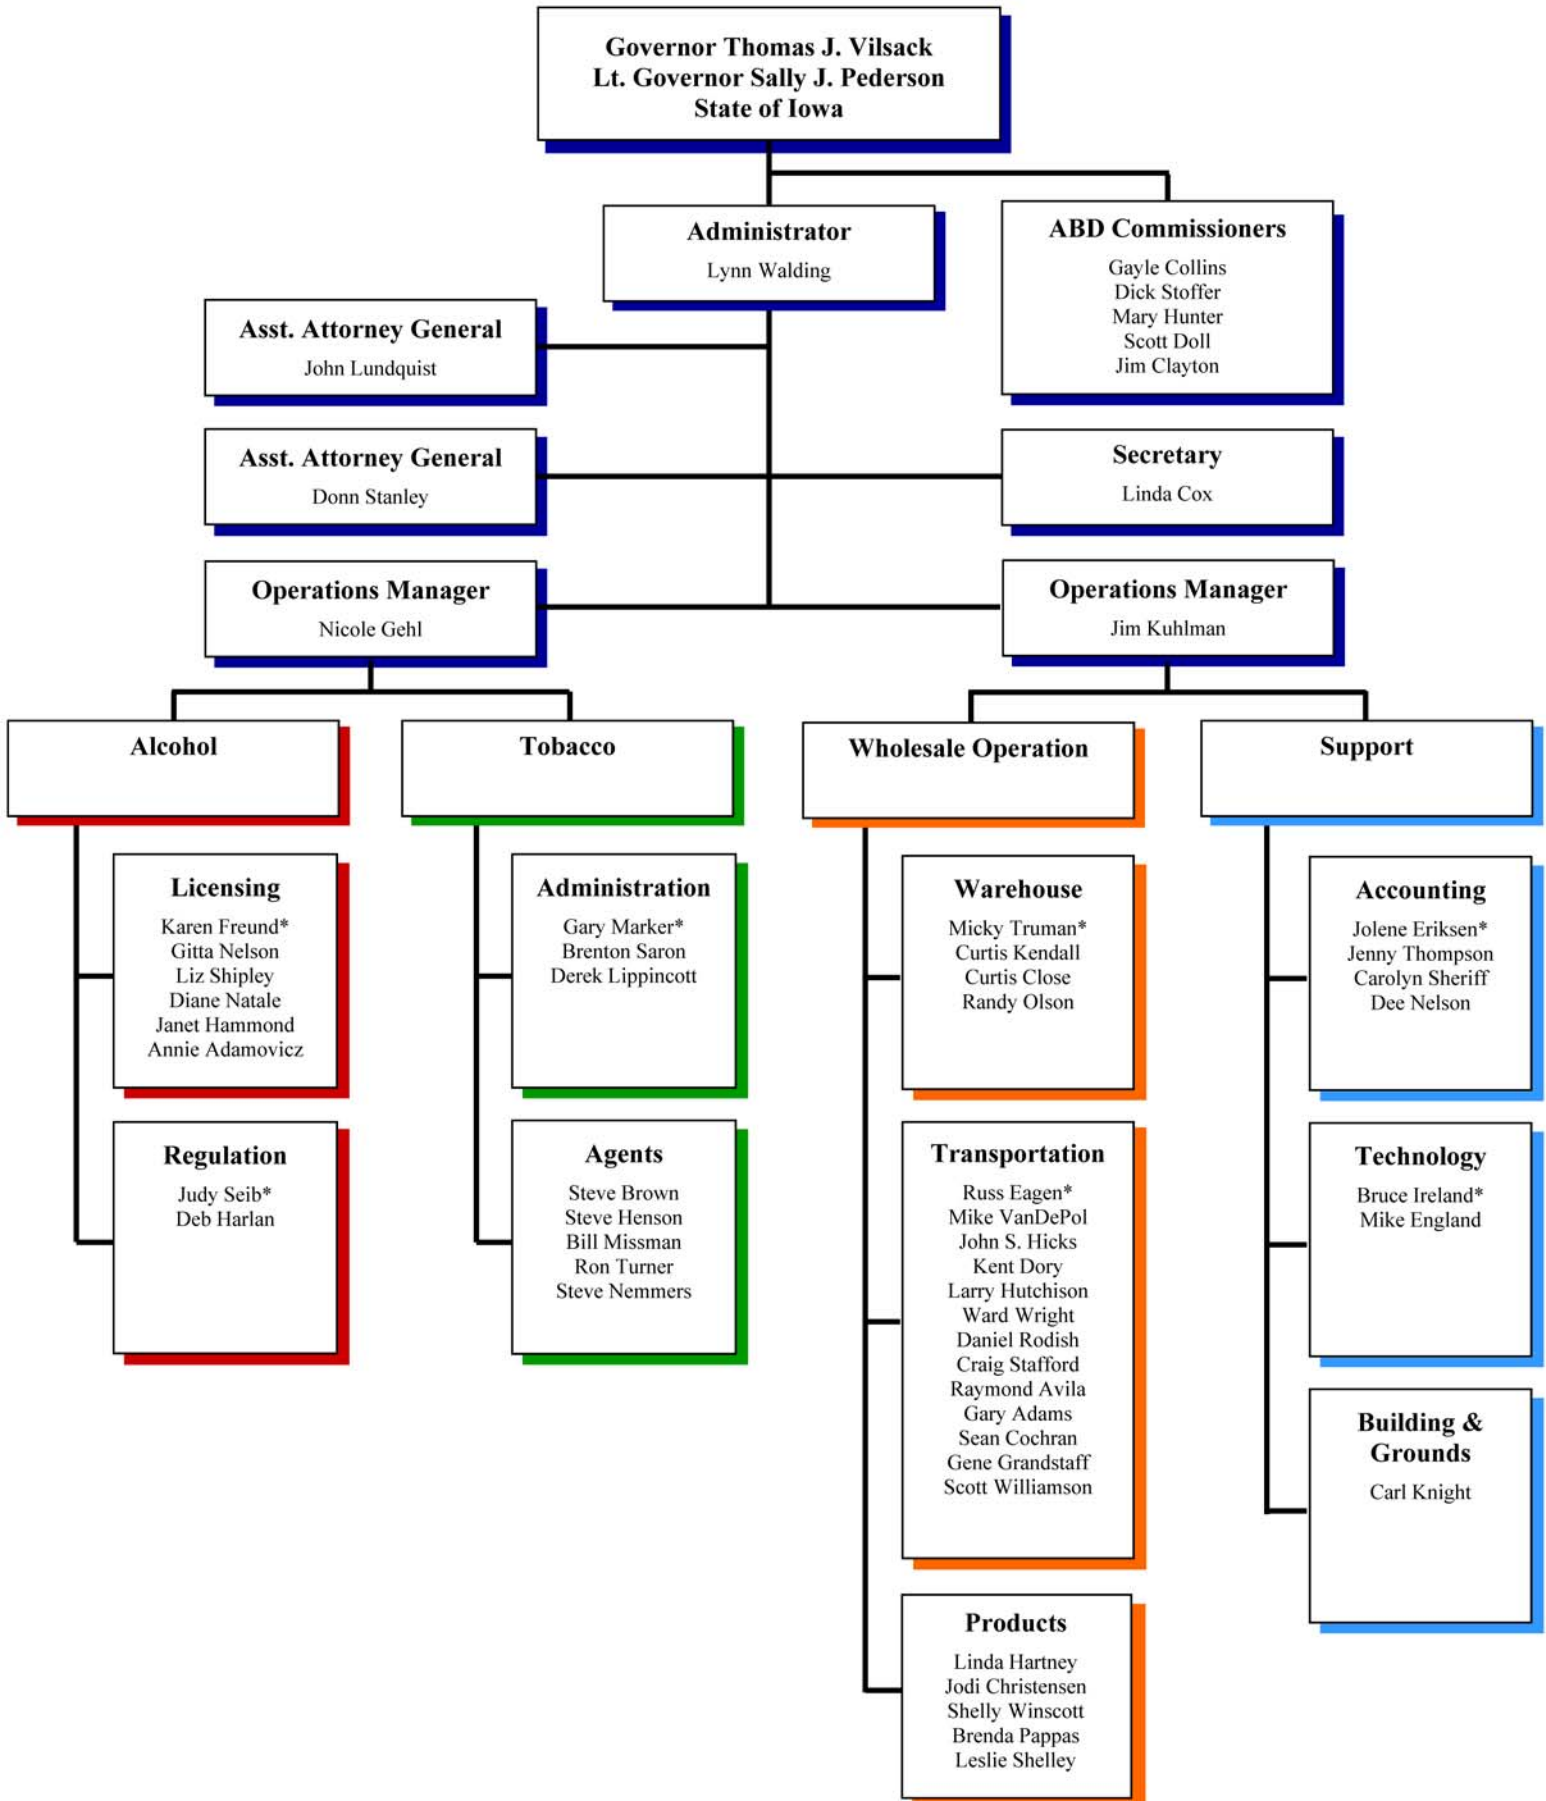 Governor Thomas J. Vilsack
Lt. Governor Sally J. Pederson
State of Iowa
Administrator
Lynn Walding
ABD Commissioners
Gayle Collins
Dick Stoffer
Mary Hunter
Scott Doll
Jim Clayton
Asst. Attorney General
John Lundquist
Asst. Attorney General
Donn Stanley
Secretary
Linda Cox
Operations Manager
Nicole Gehl
Operations Manager
Jim Kuhlman
Alcohol
Licensing
Karen Freund*
Gitta Nelson
Liz Shipley
Diane Natale
Janet Hammond
Annie Adamovicz
Regulation
Judy Seib*
Deb Harlan
Tobacco
Administration
Gary Marker*
Brenton Saron
Derek Lippincott
Agents
Steve Brown
Steve Henson
Bill Missman
Ron Turner
Steve Nemmers
Wholesale Operation
Warehouse
Micky Truman*
Curtis Kendall
Curtis Close
Randy Olson
Transportation
Russ Eagen*
Mike VanDePol
John S. Hicks
Kent Dory
Larry Hutchison
Ward Wright
Daniel Rodish
Craig Stafford
Raymond Avila
Gary Adams
Sean Cochran
Gene Grandstaff
Scott Williamson
Products
Linda Hartney
Jodi Christensen
Shelly Winscott
Brenda Pappas
Leslie Shelley
Support
Accounting
Jolene Eriksen*
Jenny Thompson
Carolyn Sheriff
Dee Nelson
Technology
Bruce Ireland*
Mike England
Building &
Grounds
Carl Knight